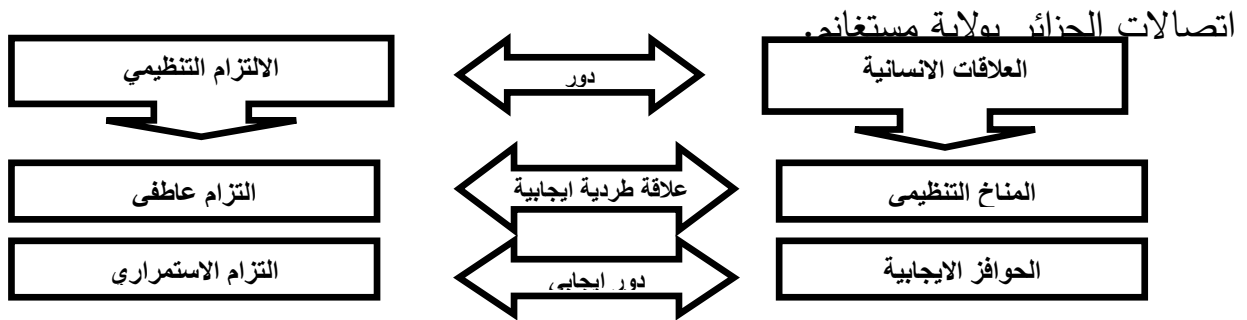 اتصالات الجزائر بولاية مستغانم.
العلاقات الانسانية
دور
الالتزام التنظيمي
المناخ التنظيمي
علاقة طردية ايجابية
التزام عاطفي
الحوافز الايجابية
دور ايجابي
التزام الاستمراري